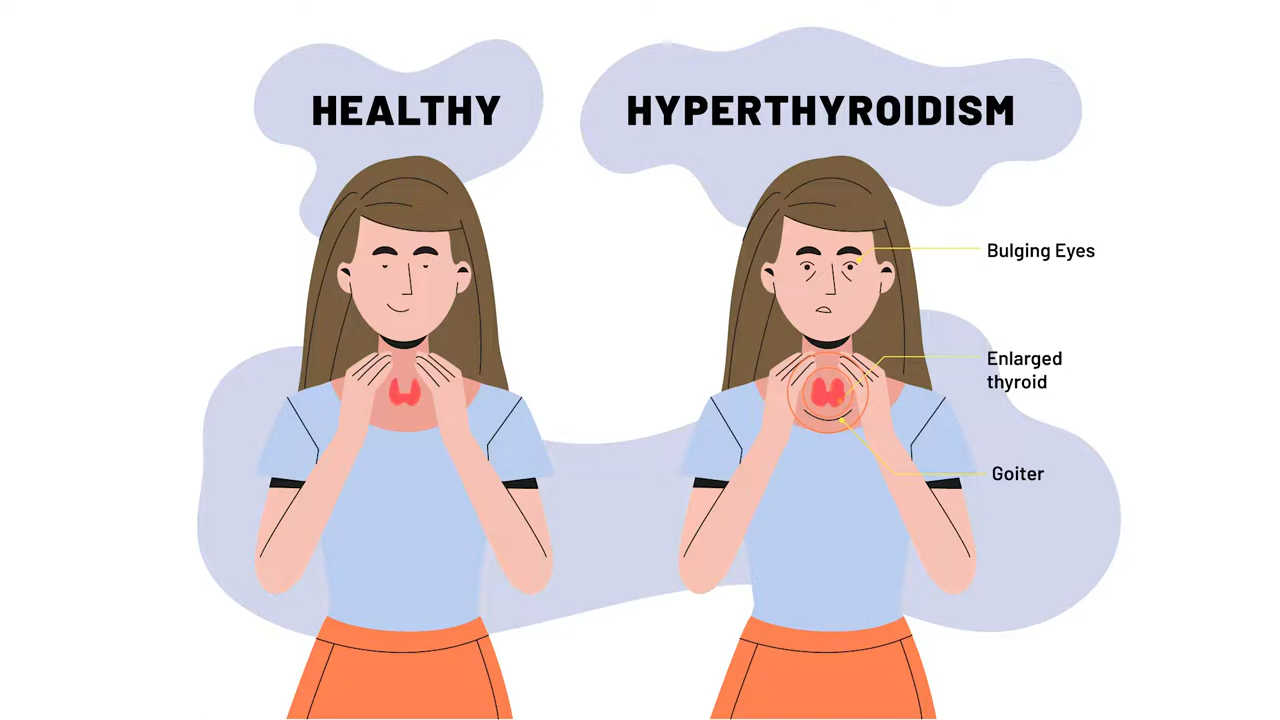 HEALTHY
HYPERTHYROIDISM
Bulging Eyes
Enlarged
thyroid
Goiter